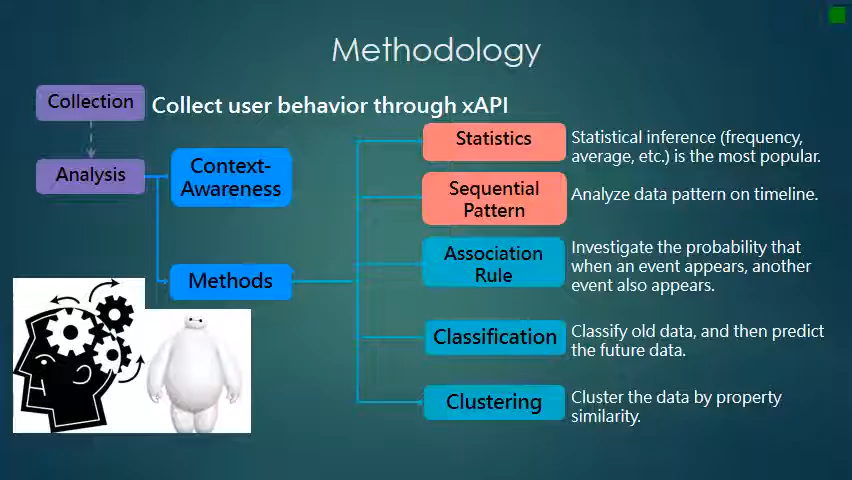 Methodology
Collection
Collect user behavior through xAPI
Analysis
Context-
Awareness
Methods
Statistics
Statistical inference (frequency,
average, etc.) is the most popular.
Sequential
Pattern
Analyze data pattern on timeline.
Association
Rule
Investigate the probability that
when an event appears, another
event also appears.
Classification
Classify old data, and then predict
the future data.
Clustering
Cluster the data by property
similarity.